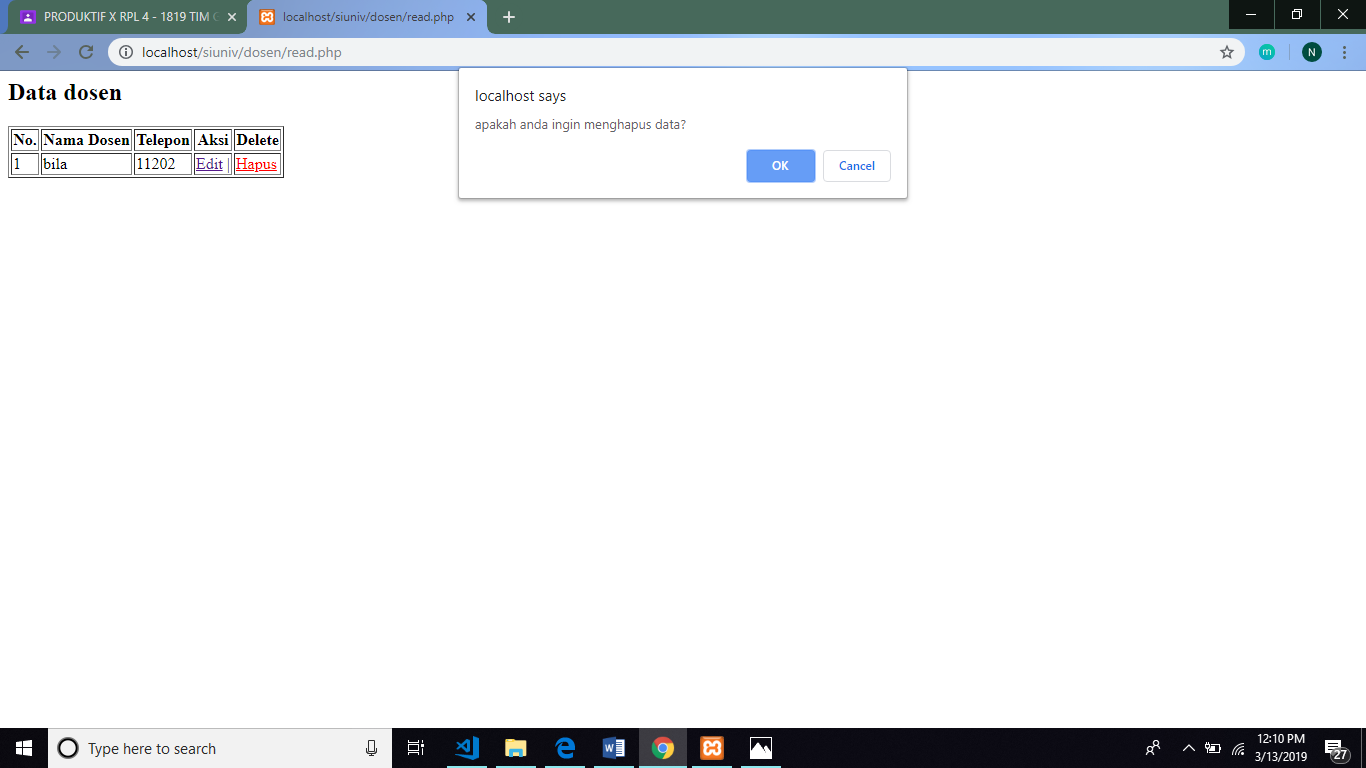 PRODUKTIF X RPL 4 - 1819 TIM
localhost/siuniv/dosen/read.php
localhost/siuniv/dosen/read.php
m
N
Data dosen
localhost says
apakah anda ingin menghapus data?
OK
Cancel
No. Nama Dosen Telepon Aksi Delete
1 bila 11202 Edit | Hapus
Type here to search
12:10 PM
3/13/2019
27